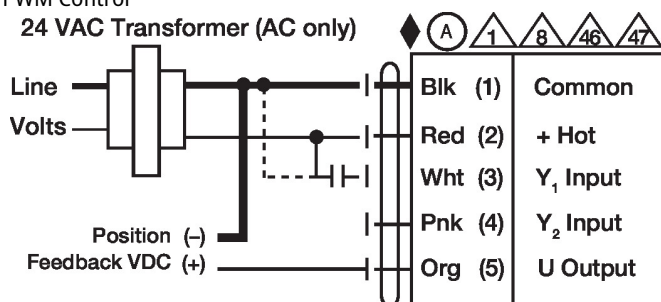 PWM Control
24 VAC Transformer (AC only)
A 1 8 46 47
Line
Volts
Blk (1) Common
Red (2) + Hot
Wht (3) Y1 Input
Pnk (4) Y2 Input
Position (-)
Feedback VDC (+)
Org (5) U Output